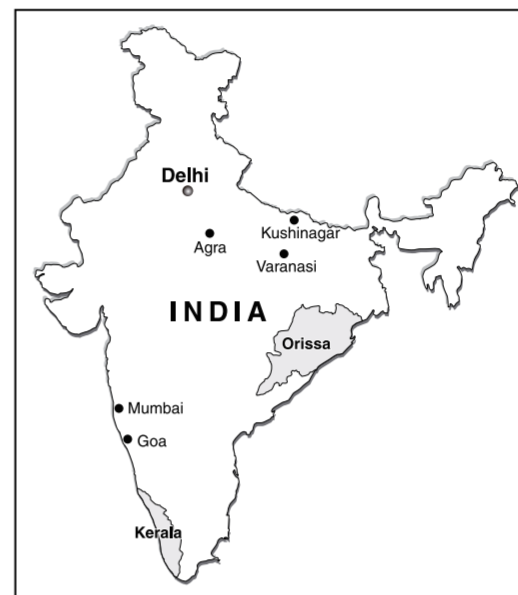 Delhi
Kushinagar
Agra
Varanasi
INDIA
Orissa
Mumbai
Goa
Kerala